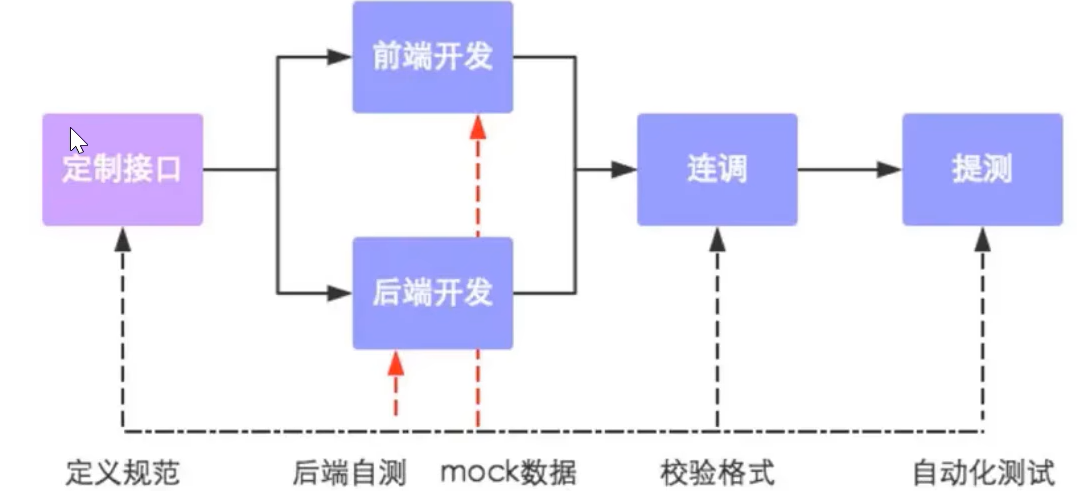 前端开发
定制接口
连调
提测
后端开发
定义规范
后端自测
mock数据
校验格式
自动化测试